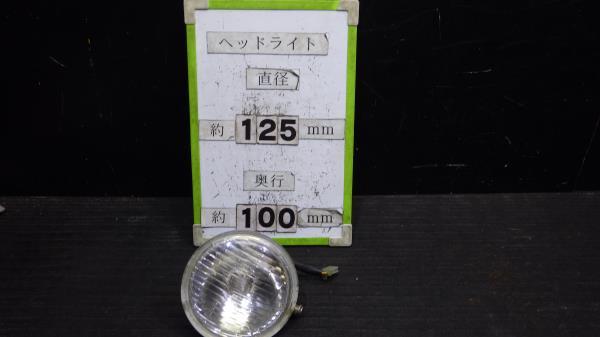 ヘッドライト
直径
約 125 mm
奥行
約 100 mm